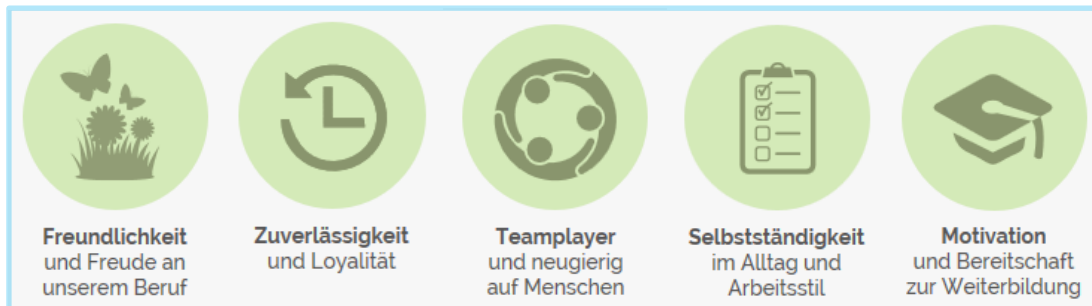 Freundlichkeit
und Freude an
unserem Beruf
Zuverlässigkeit
und Loyalität
Teamplayer
und neugierig
auf Menschen
Selbstständigkeit
im Alltag und
Arbeitsstil
Motivation
und Bereitschaft
zur Weiterbildung